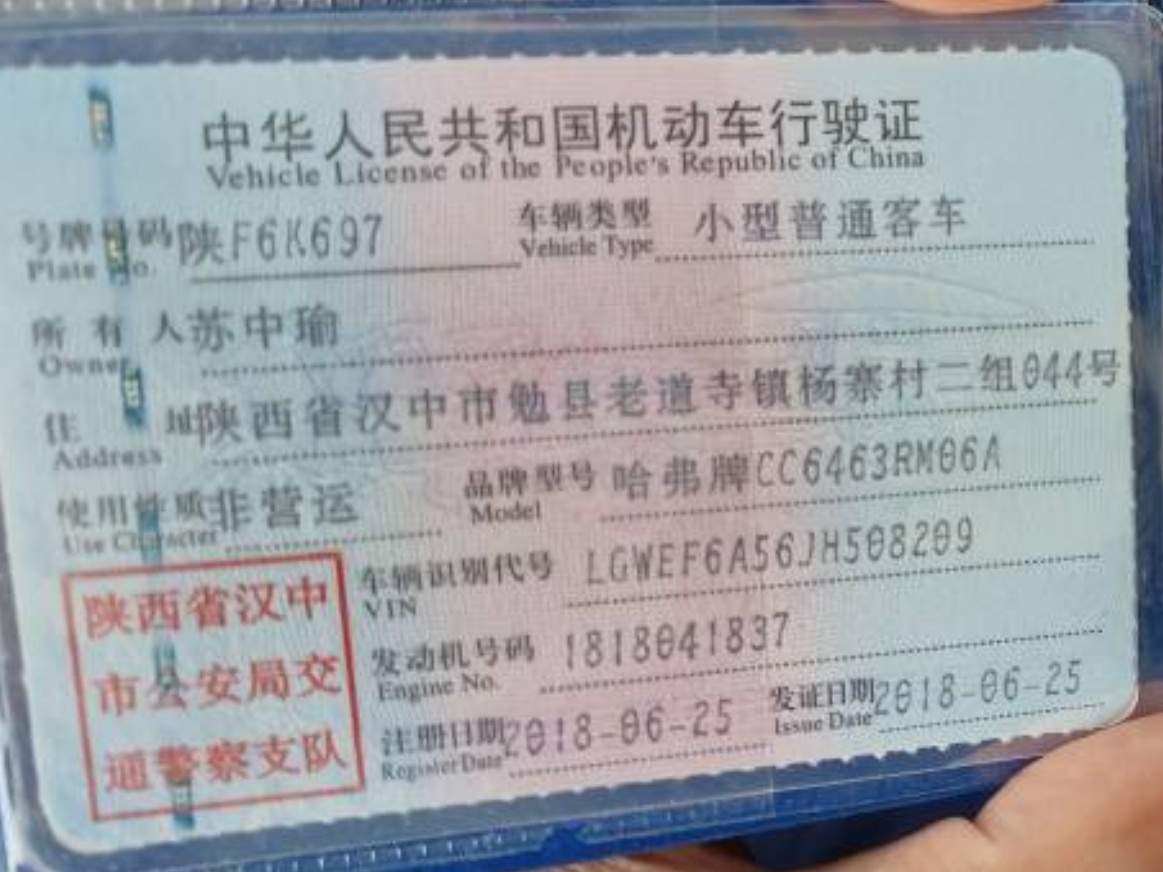 中华人民共和国机动车行驶证
Vehicle License of the People's Republic of China
号牌号码 陕F6K697 车辆类型 小型普通客车
Plate No. Vehicle Type
所有人 苏中瑜
Owner
住址 陕西省汉中市勉县老道寺镇杨寨村二组044号
Address
使用性质 非营运 品牌型号 哈弗牌CC6463RM06A
Use Character Model
车辆识别代号 LGWEF6A56JH508209
VIN
发动机号码 1818041837
Engine No.
注册日期 2018-06-25 发证日期 2018-06-25
Register Date Issue Date
陕西省汉中
市公安局交
通警察支队